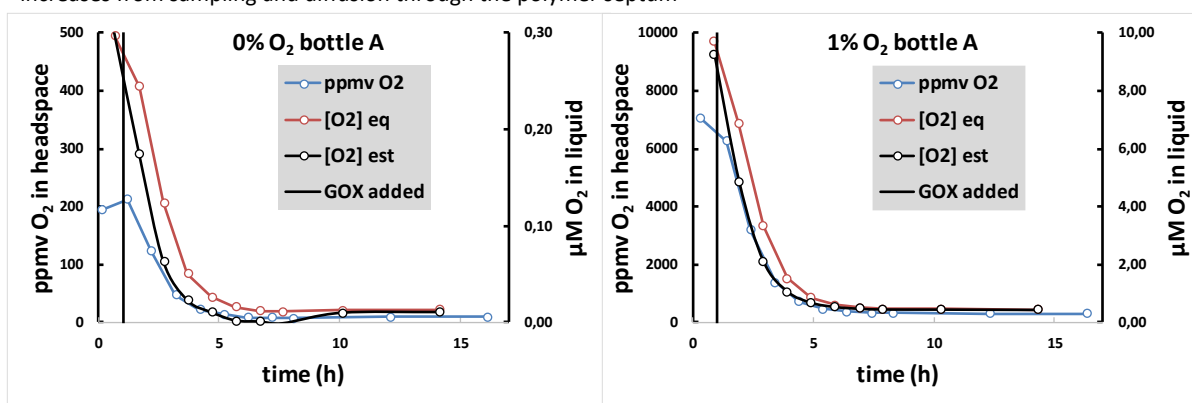 increases from sampling and diffusion through the polymer septum
0% O₂ bottle A
ppmv O2
[O2] eq
[O2] est
GOX added
ppmv O₂ in headspace
500
400
300
200
100
0
0,30
0,20
0,10
0,00
µM O₂ in liquid
0 5 10 15
time (h)
1% O₂ bottle A
ppmv O2
[O2] eq
[O2] est
GOX added
ppmv O₂ in headspace
10000
8000
6000
4000
2000
0
10,00
8,00
6,00
4,00
2,00
0,00
µM O₂ in liquid
0 5 10 15
time (h)